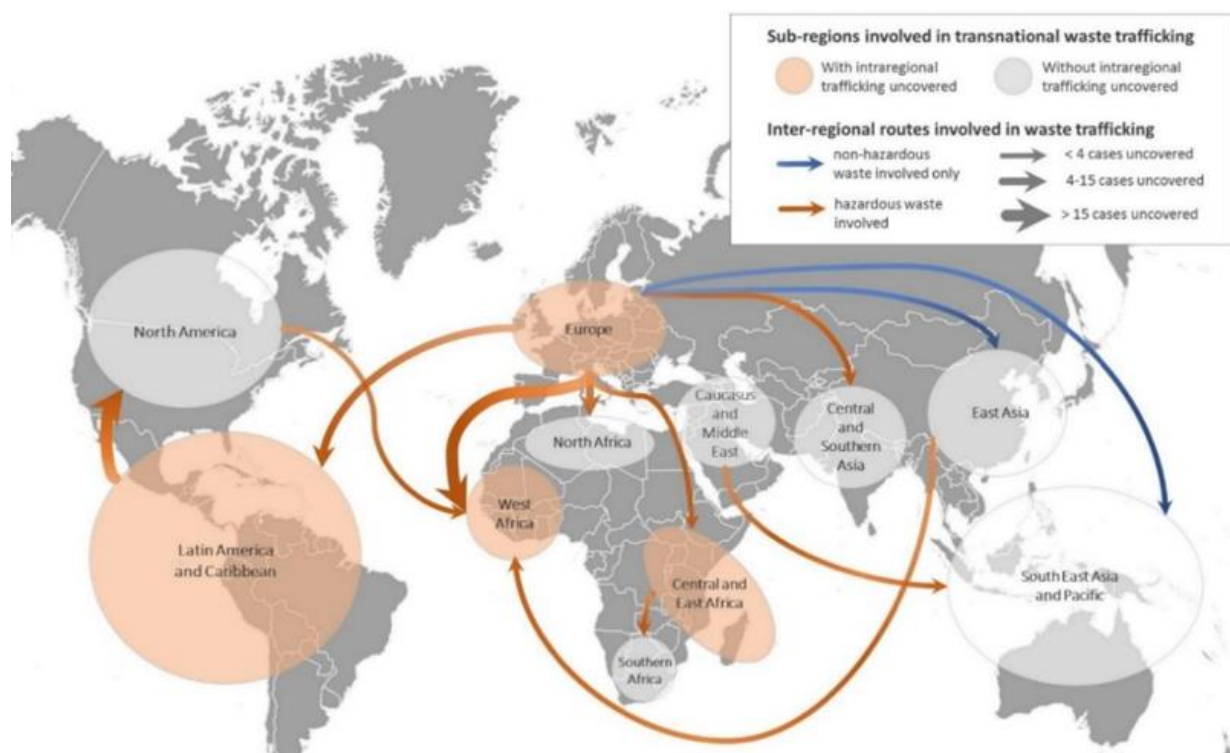 Sub-regions involved in transnational waste trafficking
With intraregional
trafficking uncovered
Without intraregional
trafficking uncovered
Inter-regional routes involved in waste trafficking
non-hazardous
waste involved only
hazardous waste
involved
< 4 cases uncovered
4-15 cases uncovered
> 15 cases uncovered
North America
Europe
Caucasus
and
Middle
East
Central
and
Southern
Asia
East Asia
North Africa
West
Africa
Latin America
and Caribbean
Central and
East Africa
South East Asia
and Pacific
Southern
Africa